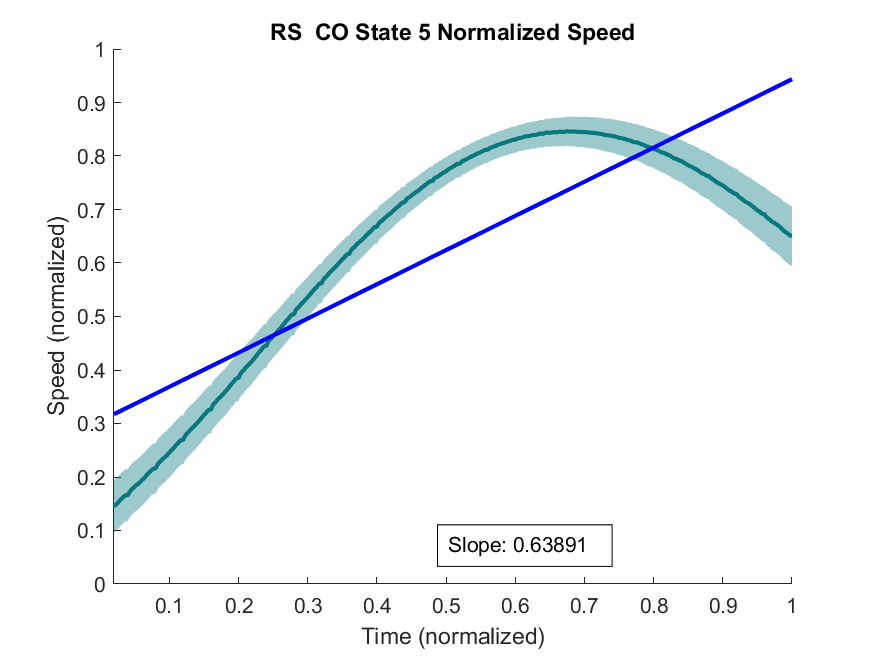 RS  CO State 5 Normalized Speed
1
0.9
0.8
0.7
0.6
0.5
0.4
0.3
0.2
0.1
0
Speed (normalized)
Slope: 0.63891
0.1 0.2 0.3 0.4 0.5 0.6 0.7 0.8 0.9 1
Time (normalized)